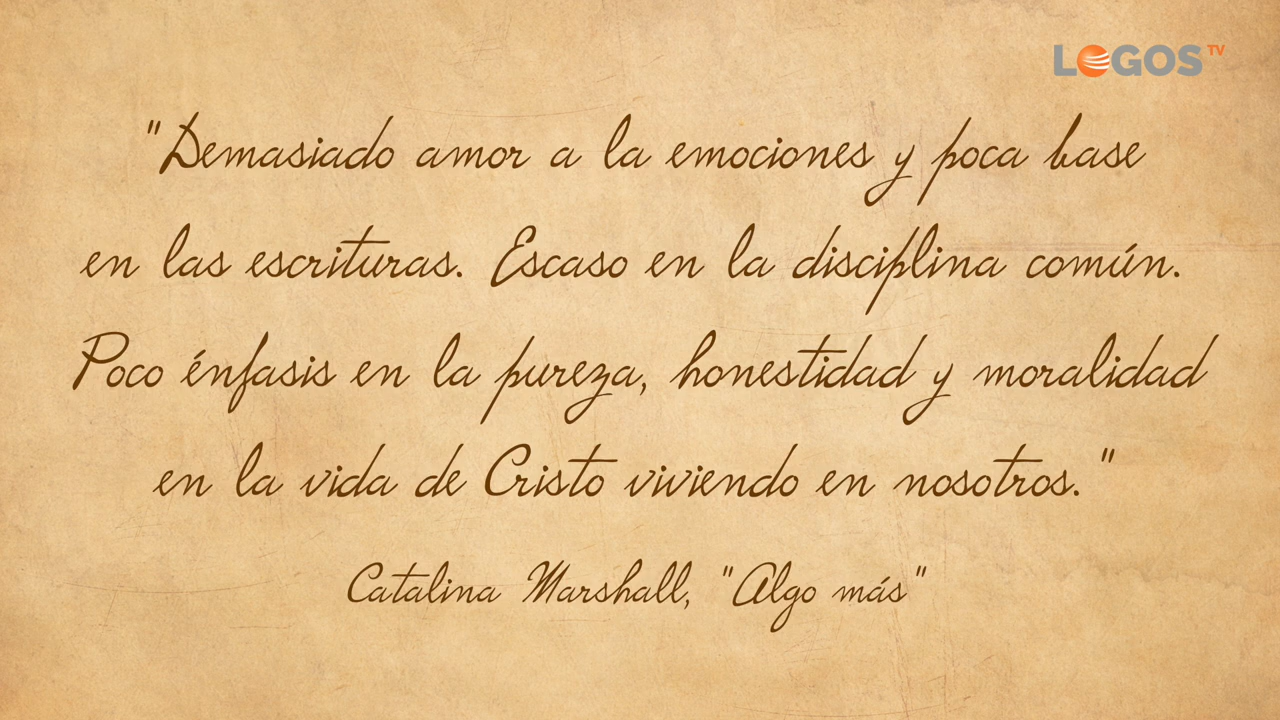 LOGOS TV
"Demasiado amor a la emociones y poca base
en las escrituras. Escaso en la disciplina común.
Poco énfasis en la pureza, honestidad y moralidad
en la vida de Cristo viviendo en nosotros."
Catalina Marshall, "Algo más"